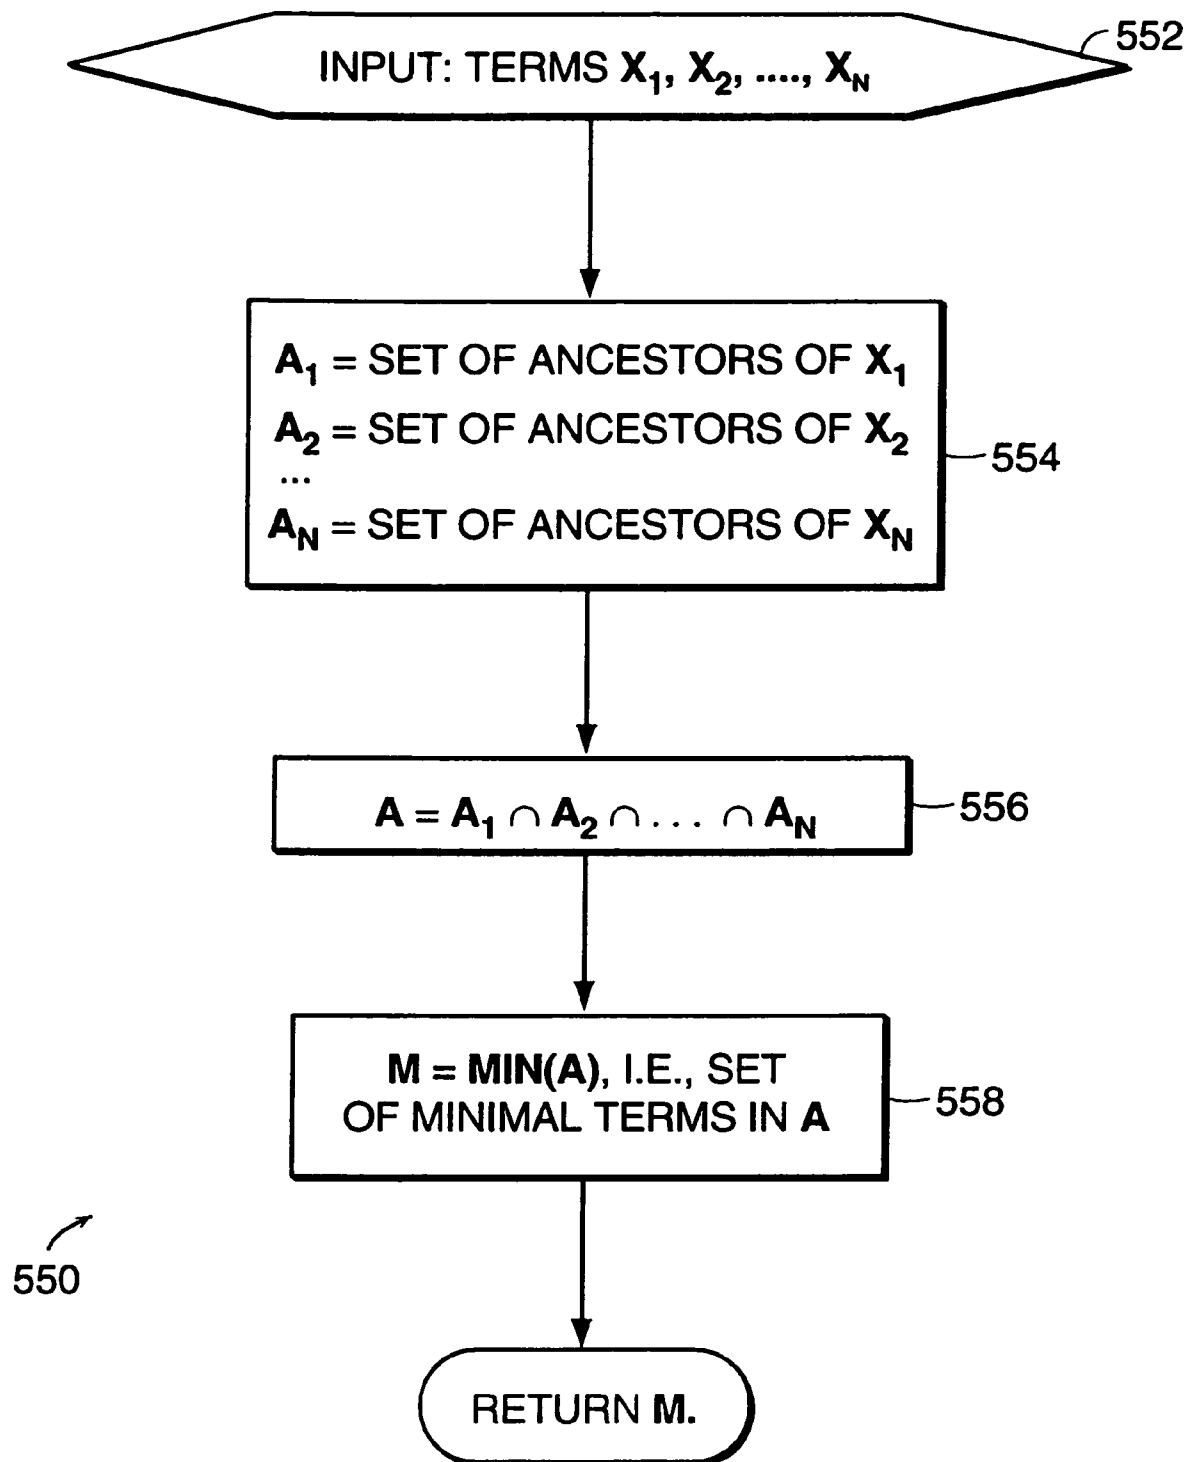 INPUT: TERMS X1, X2, ...., XN
552
A1 = SET OF ANCESTORS OF X1
A2 = SET OF ANCESTORS OF X2
...
AN = SET OF ANCESTORS OF XN
554
A = A1 ∩ A2 ∩ ... ∩ AN
556
M = MIN(A), I.E., SET
OF MINIMAL TERMS IN A
558
550
RETURN M.